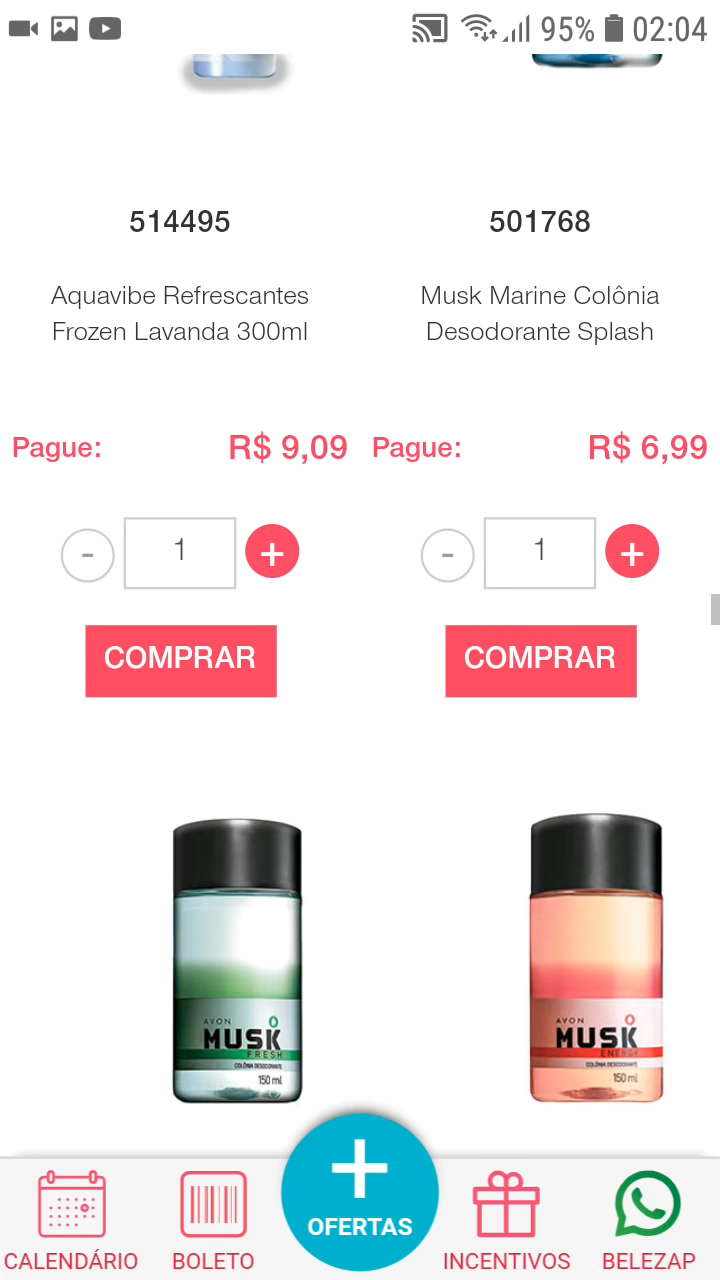 95% 02:04
514495
501768
Aquavibe Refrescantes
Frozen Lavanda 300ml
Musk Marine Colônia
Desodorante Splash
Pague: R$ 9,09
Pague: R$ 6,99
- 1 +
- 1 +
COMPRAR
COMPRAR
AVON
MUSK
FRESH
COLÔNIA DESODORANTE
150 ml
AVON
MUSK
ENERGY
COLÔNIA DESODORANTE
150 ml
CALENDÁRIO
BOLETO
OFERTAS
INCENTIVOS
BELEZAP